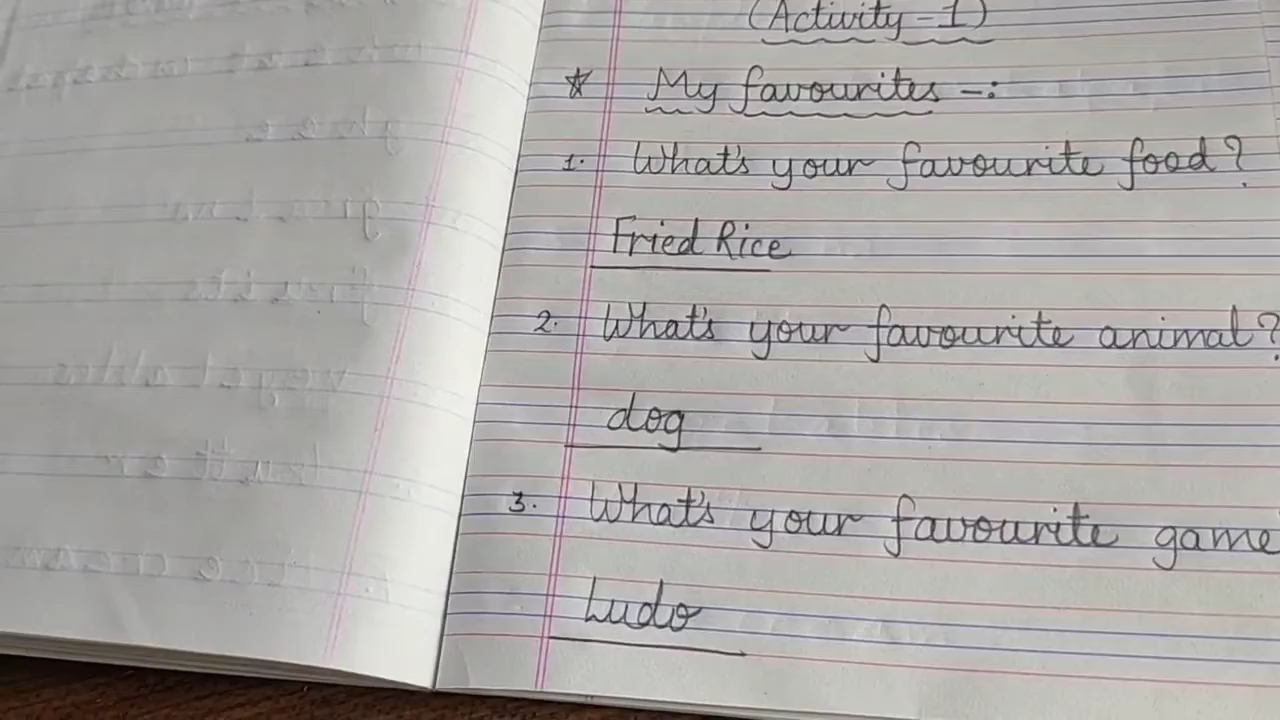 (Activity-1)
☆ My favourites -:
1. What's your favourite food?
Fried Rice
2. What's your favourite animal?
dog
3. What's your favourite game
Ludo